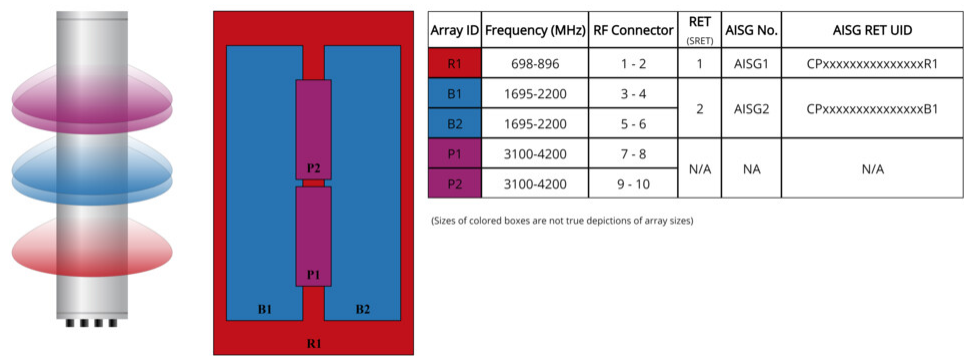 P2
P1
B1 B2
R1
Array ID Frequency (MHz) RF Connector RET (SRET) AISG No. AISG RET UID
R1 698-896 1 - 2 1 AISG1 CPxxxxxxxxxxxxxxxR1
B1 1695-2200 3 - 4 2 AISG2 CPxxxxxxxxxxxxxxxB1
B2 1695-2200 5 - 6
P1 3100-4200 7 - 8 N/A NA N/A
P2 3100-4200 9 - 10
(Sizes of colored boxes are not true depictions of array sizes)